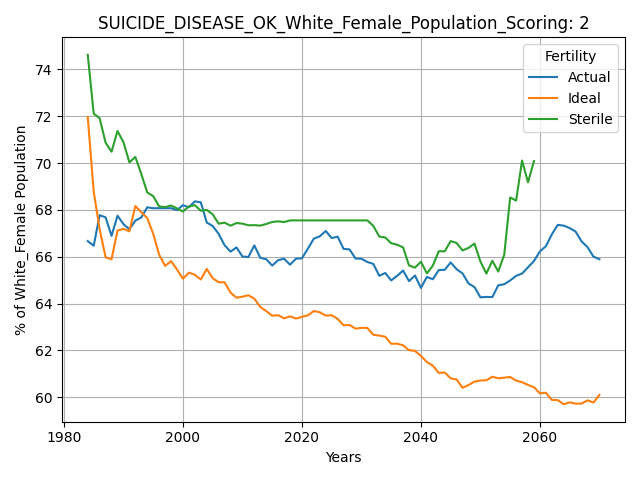 SUICIDE_DISEASE_OK_White_Female_Population_Scoring: 2
% of White_Female Population
74
72
70
68
66
64
62
60
Fertility
Actual
Ideal
Sterile
1980
2000
2020
2040
2060
Years